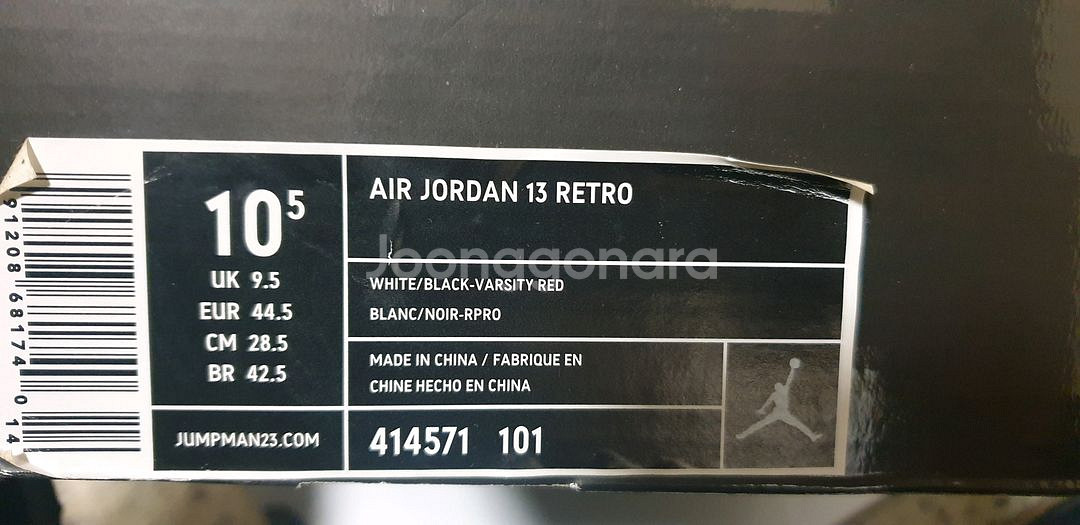 10⁵
UK 9.5
EUR 44.5
CM 28.5
BR 42.5
JUMPMAN23.COM
AIR JORDAN 13 RETRO
Joonggonara
WHITE/BLACK-VARSITY RED
BLANC/NOIR-RPRO
MADE IN CHINA / FABRIQUE EN
CHINE HECHO EN CHINA
414571 101
91208 68174 0 14